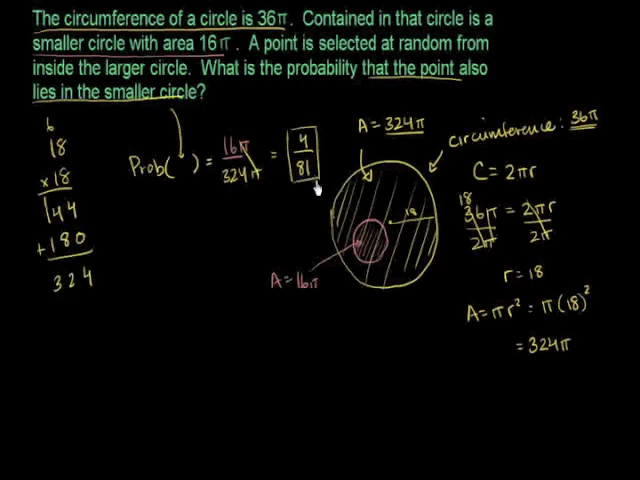 The circumference of a circle is 36π. Contained in that circle is a
smaller circle with area 16π. A point is selected at random from
inside the larger circle. What is the probability that the point also
lies in the smaller circle?
6
18
×18
144
+180
324
Prob( ) = 16π/324π = 4/81
A = 324π
circumference: 36π
18
A=16π
C = 2πr
18
36π/2π = 2πr/2π
r = 18
A = πr² = π(18)²
= 324π